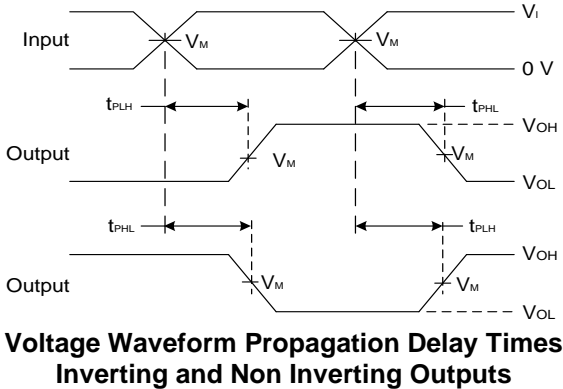 VI
Input
VM
VM
0 V
tPLH
tPHL
VOH
Output
VM
VM
VOL
tPHL
tPLH
VOH
Output
VM
VM
VOL
Voltage Waveform Propagation Delay Times
Inverting and Non Inverting Outputs